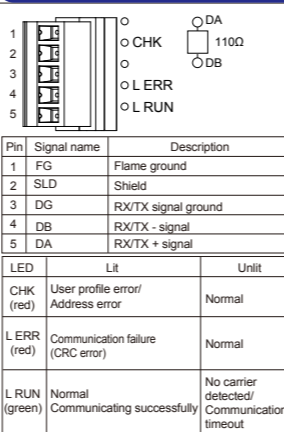 DA
1
CHK
110Ω
2
3
DB
4
L ERR
5
L RUN
Pin Signal name Description
1 FG Flame ground
2 SLD Shield
3 DG RX/TX signal ground
4 DB RX/TX - signal
5 DA RX/TX + signal
LED Lit Unlit
CHK (red) User profile error/ Address error Normal
L ERR (red) Communication failure (CRC error) Normal
L RUN (green) Normal Communicating successfully No carrier detected/ Communication timeout